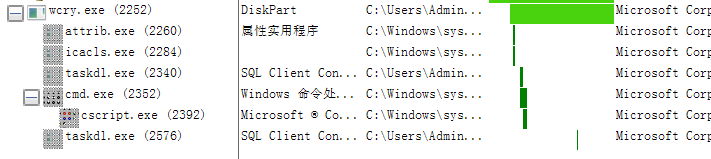 wcry.exe (2252) DiskPart C:\Users\Admin... Microsoft Corp
attrib.exe (2260) 属性实用程序 C:\Windows\sys... Microsoft Corp
icacls.exe (2284) C:\Windows\sys... Microsoft Corp
taskdl.exe (2340) SQL Client Con... C:\Users\Admin... Microsoft Corp
cmd.exe (2352) Windows 命令处... C:\Windows\sys... Microsoft Corp
cscript.exe (2392) Microsoft ® Co... C:\Windows\sys... Microsoft Corp
taskdl.exe (2576) SQL Client Con... C:\Users\Admin... Microsoft Corp